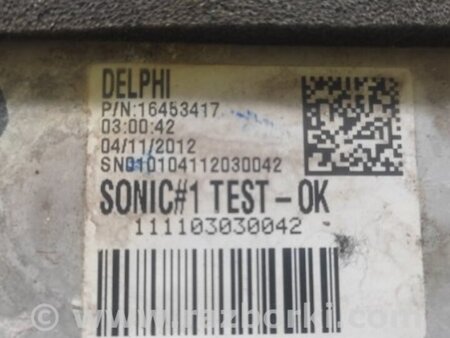 DELPHI
P/N:16453417
03:00:42
04/11/2012
SN010104112030042
SONIC#1 TEST-OK
111103030042
© www.razborki.com